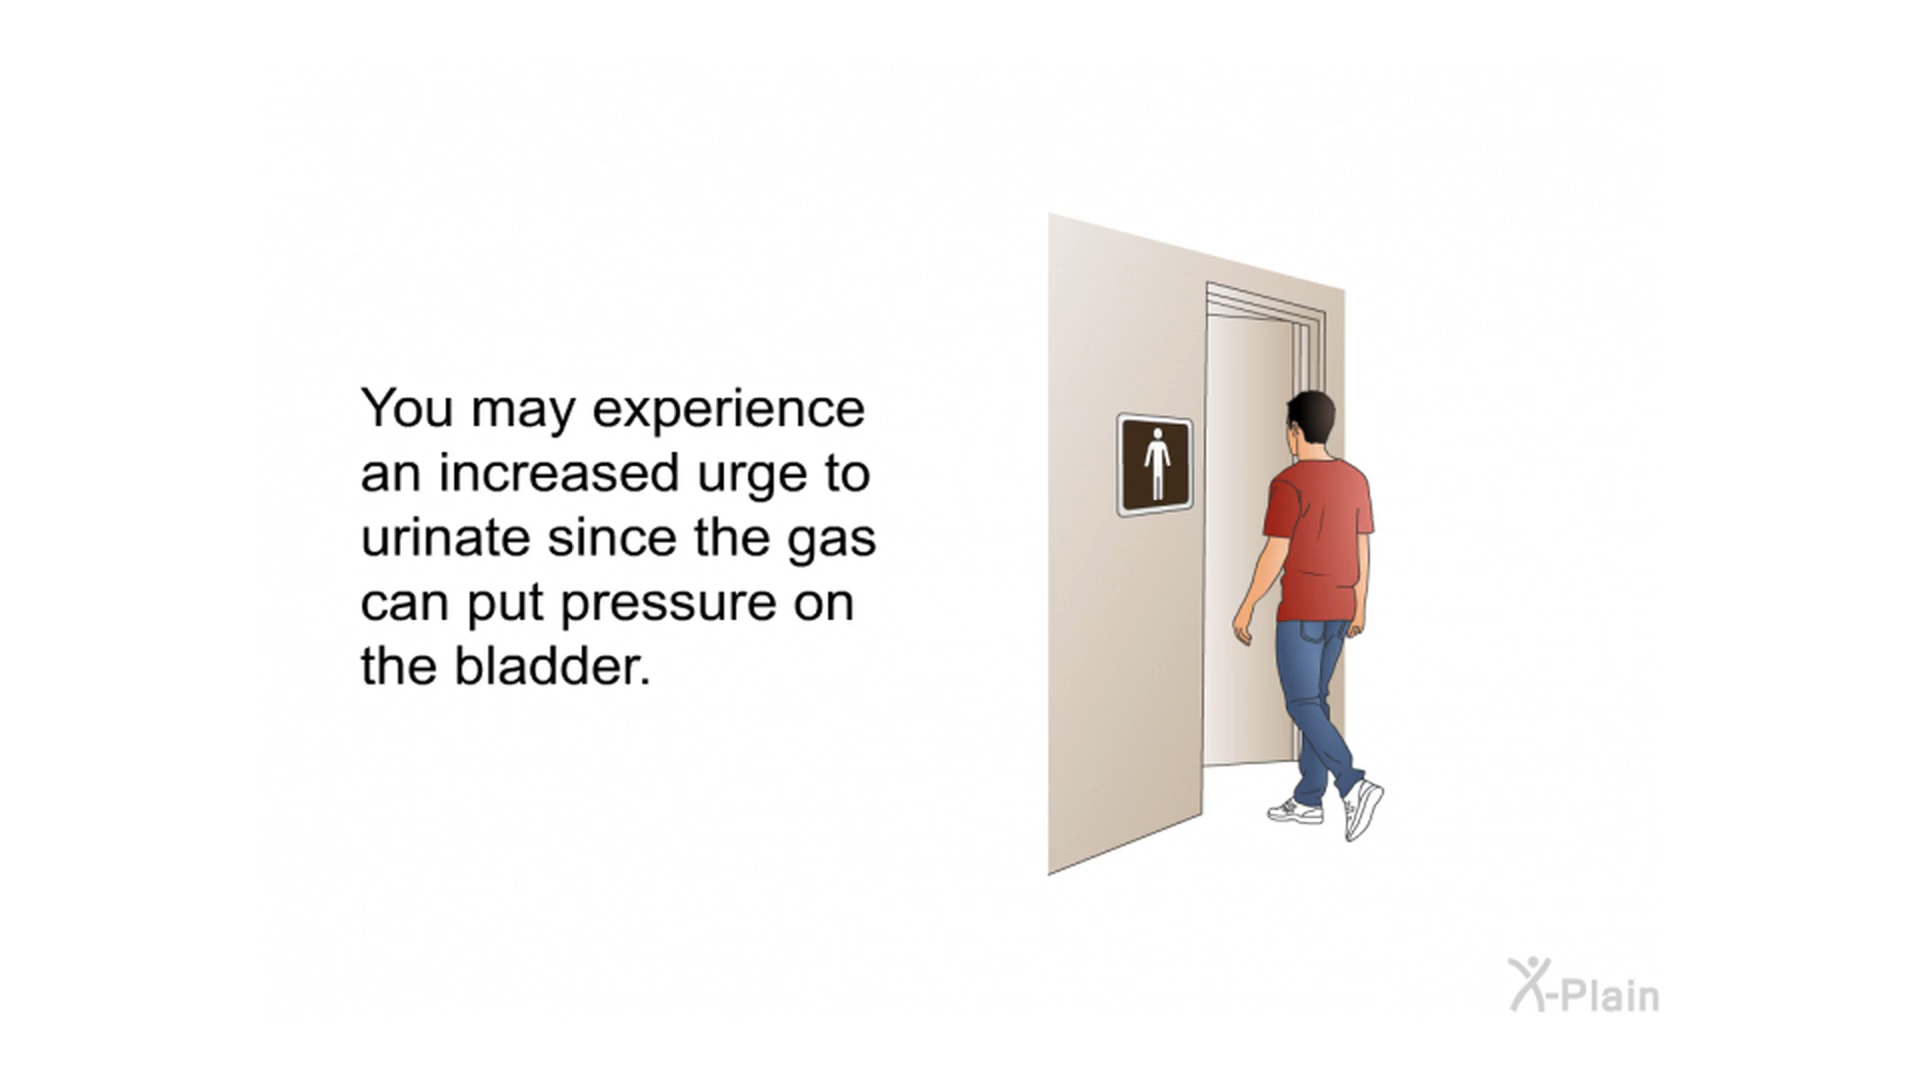 You may experience
an increased urge to
urinate since the gas
can put pressure on
the bladder.
X-Plain